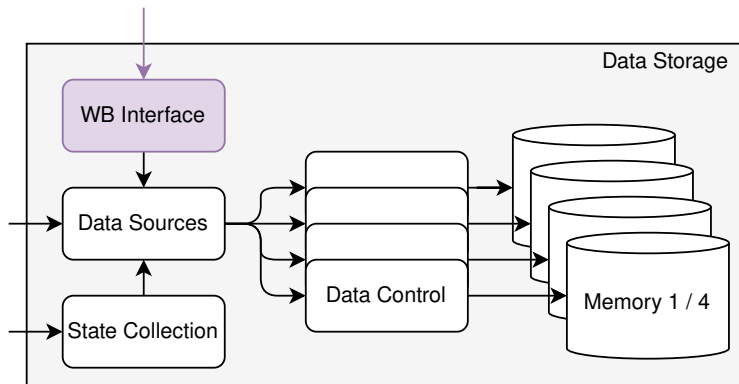 Data Storage
WB Interface
Data Sources
State Collection
Data Control
Memory 1 / 4